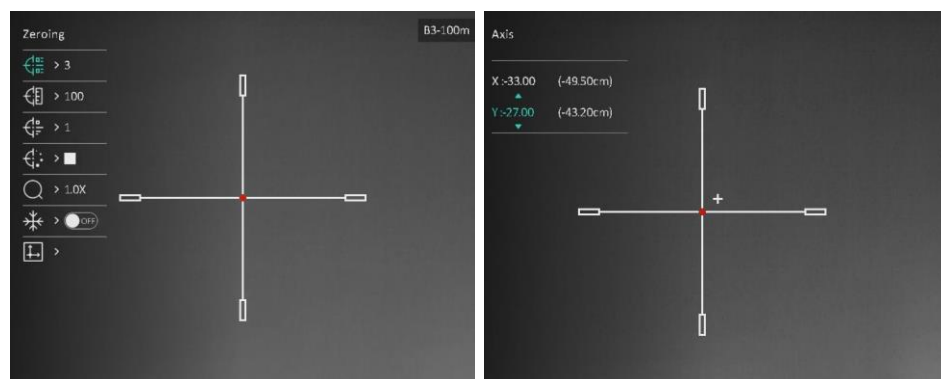 Zeroing
B3-100m
> 3
> 100
> 1
>
> 1.0X
> OFF
>
Axis
X:-33.00 (-49.50cm)
Y:-27.00 (-43.20cm)